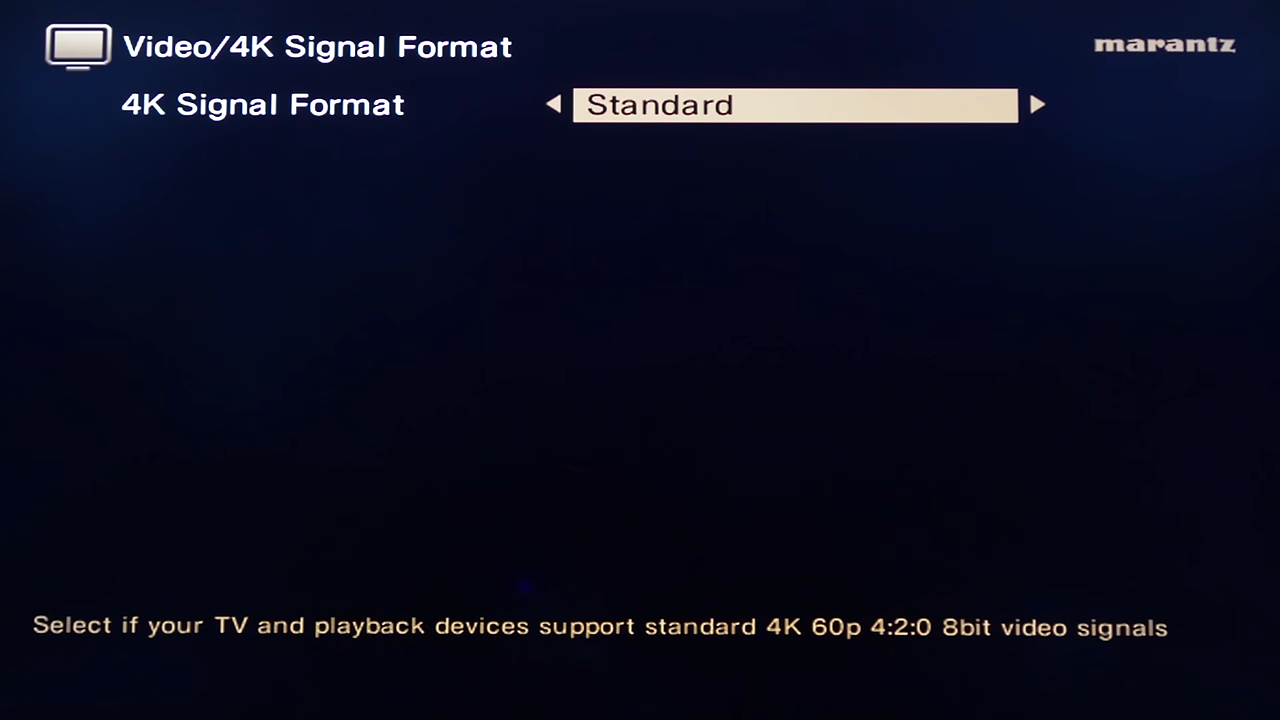 Video/4K Signal Format
marantz
4K Signal Format
Standard
Select if your TV and playback devices support standard 4K 60p 4:2:0 8bit video signals